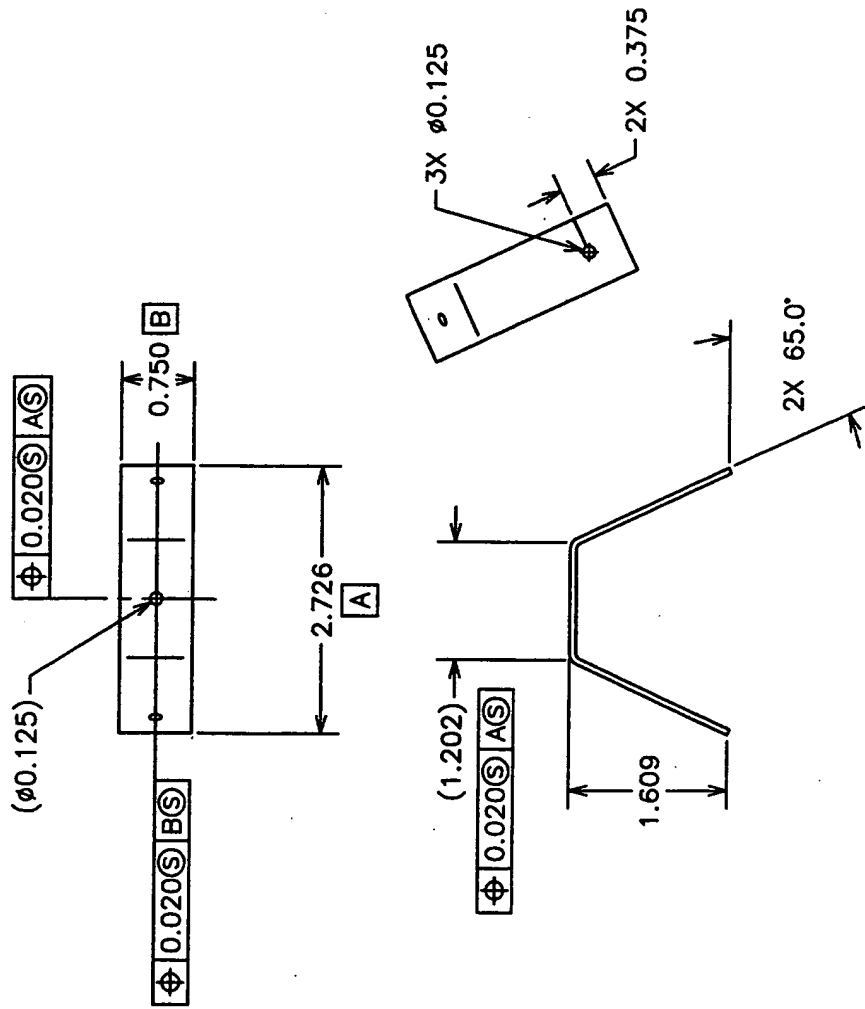 ⌖ 0.020Ⓢ AⓈ
(ø0.125)
0.750 B
⌖ 0.020Ⓢ BⓈ
2.726
A
3X ø0.125
2X 0.375
(1.202)
⌖ 0.020Ⓢ AⓈ
1.609
2X 65.0°